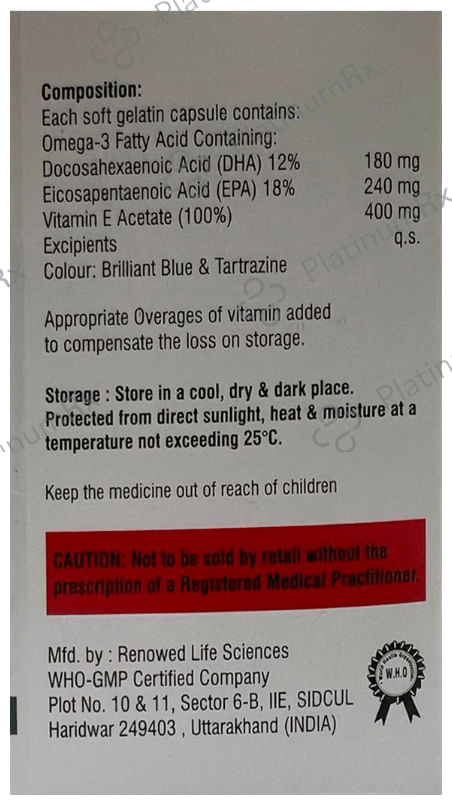 Composition:
Each soft gelatin capsule contains:
Omega-3 Fatty Acid Containing:
Docosahexaenoic Acid (DHA) 12% 180 mg
Eicosapentaenoic Acid (EPA) 18% 240 mg
Vitamin E Acetate (100%) 400 mg
Excipients q.s.
Colour: Brilliant Blue & Tartrazine
Appropriate Overages of vitamin added
to compensate the loss on storage.
Storage : Store in a cool, dry & dark place.
Protected from direct sunlight, heat & moisture at a
temperature not exceeding 25°C.
Keep the medicine out of reach of children
CAUTION: Not to be sold by retail without the
prescription of a Registered Medical Practitioner
Mfd. by : Renowed Life Sciences
WHO-GMP Certified Company
Plot No. 10 & 11, Sector 6-B, IIE, SIDCUL
Haridwar 249403 , Uttarakhand (INDIA)
World Health Organization
W.H.O
PlatinumRx